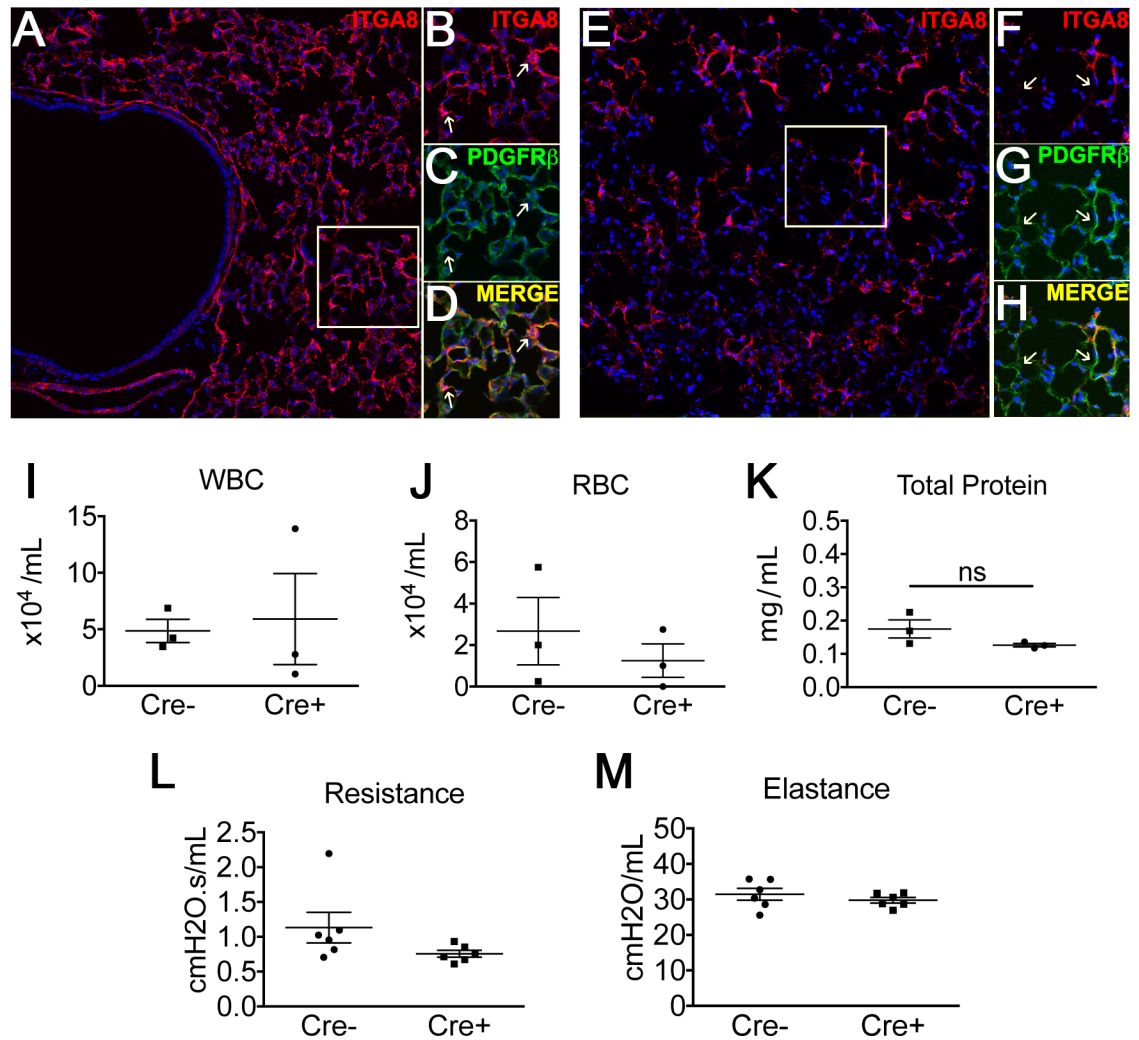 A
ITGA8
B
ITGA8
C
PDGFRβ
D
MERGE
E
ITGA8
F
ITGA8
G
PDGFRβ
H
MERGE
I
WBC
x10⁴/mL
15
10
5
0
Cre-
Cre+
J
RBC
x10⁴/mL
8
6
4
2
0
Cre-
Cre+
K
Total Protein
mg/mL
0.5
0.4
0.3
0.2
0.1
0.0
ns
Cre-
Cre+
L
Resistance
cmH2O.s/mL
2.5
2.0
1.5
1.0
0.5
0.0
Cre-
Cre+
M
Elastance
cmH2O/mL
50
40
30
20
10
0
Cre-
Cre+